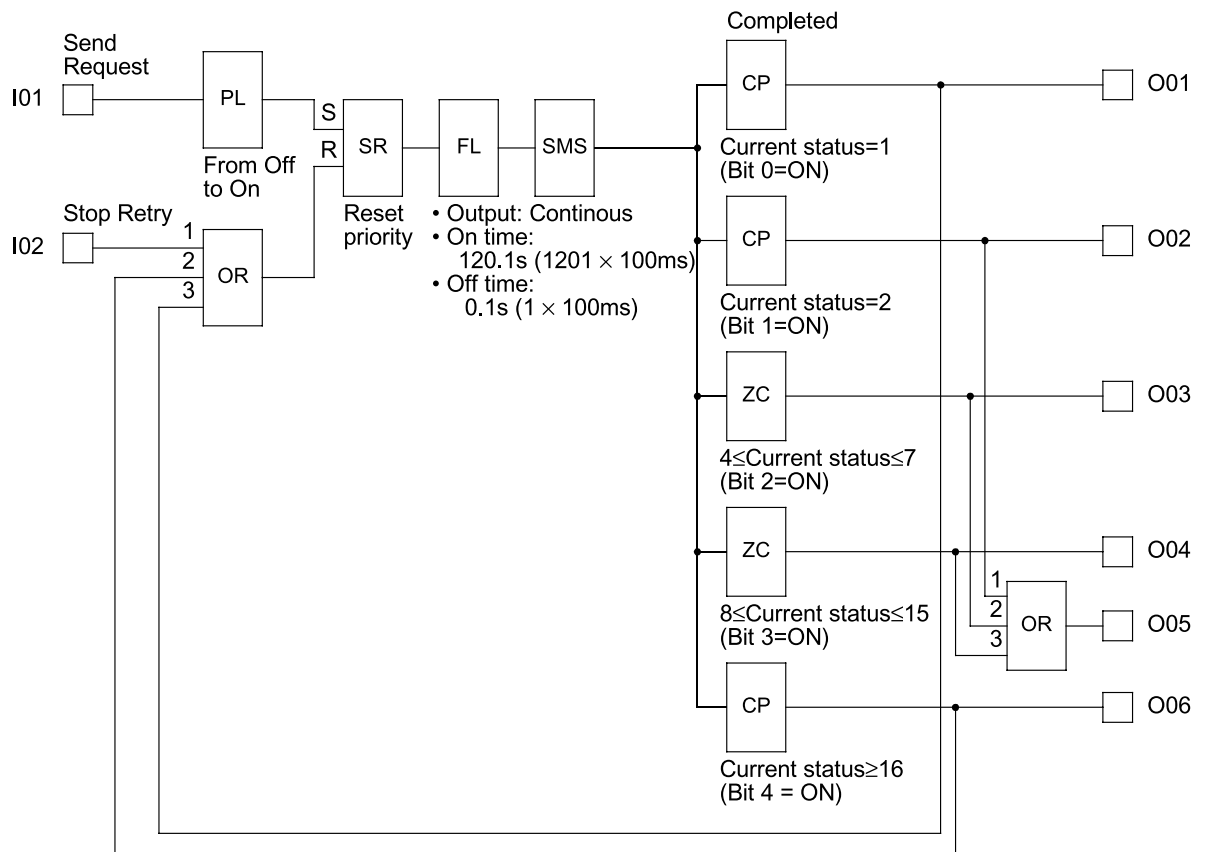 Completed
Send
Request
I01
PL
CP
O01
S
R
SR
FL
SMS
From Off
to On
Current status=1
(Bit 0=ON)
Stop Retry
I02
1
2
3
OR
Reset
priority
• Output: Continous
• On time:
120.1s (1201 × 100ms)
• Off time:
0.1s (1 × 100ms)
CP
O02
Current status=2
(Bit 1=ON)
ZC
O03
4≤Current status≤7
(Bit 2=ON)
ZC
O04
8≤Current status≤15
(Bit 3=ON)
1
2
3
OR
O05
CP
O06
Current status≥16
(Bit 4 = ON)